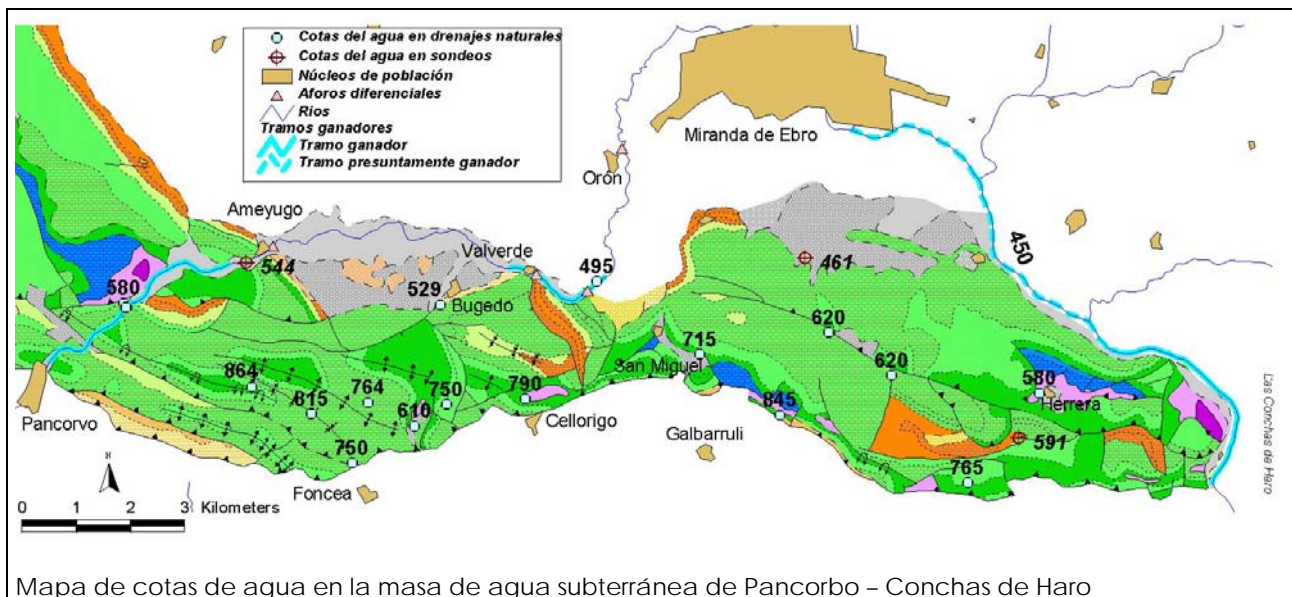 Cotas del agua en drenajes naturales
Cotas del agua en sondeos
Núcleos de población
Aforos diferenciales
Rios
Tramos ganadores
Tramo ganador
Tramo presuntamente ganador
Miranda de Ebro
Orón
Ameyugo
Valverde
544
495
461
450
580
529
Bugedo
620
715
San Miguel
620
864
764
750
790
580
Herrera
815
610
845
Cellorigo
Pancorvo
Galbarruli
591
750
765
Foncea
Las Conchas de Haro
N
0 1 2 3 Kilometers
Mapa de cotas de agua en la masa de agua subterránea de Pancorbo – Conchas de Haro